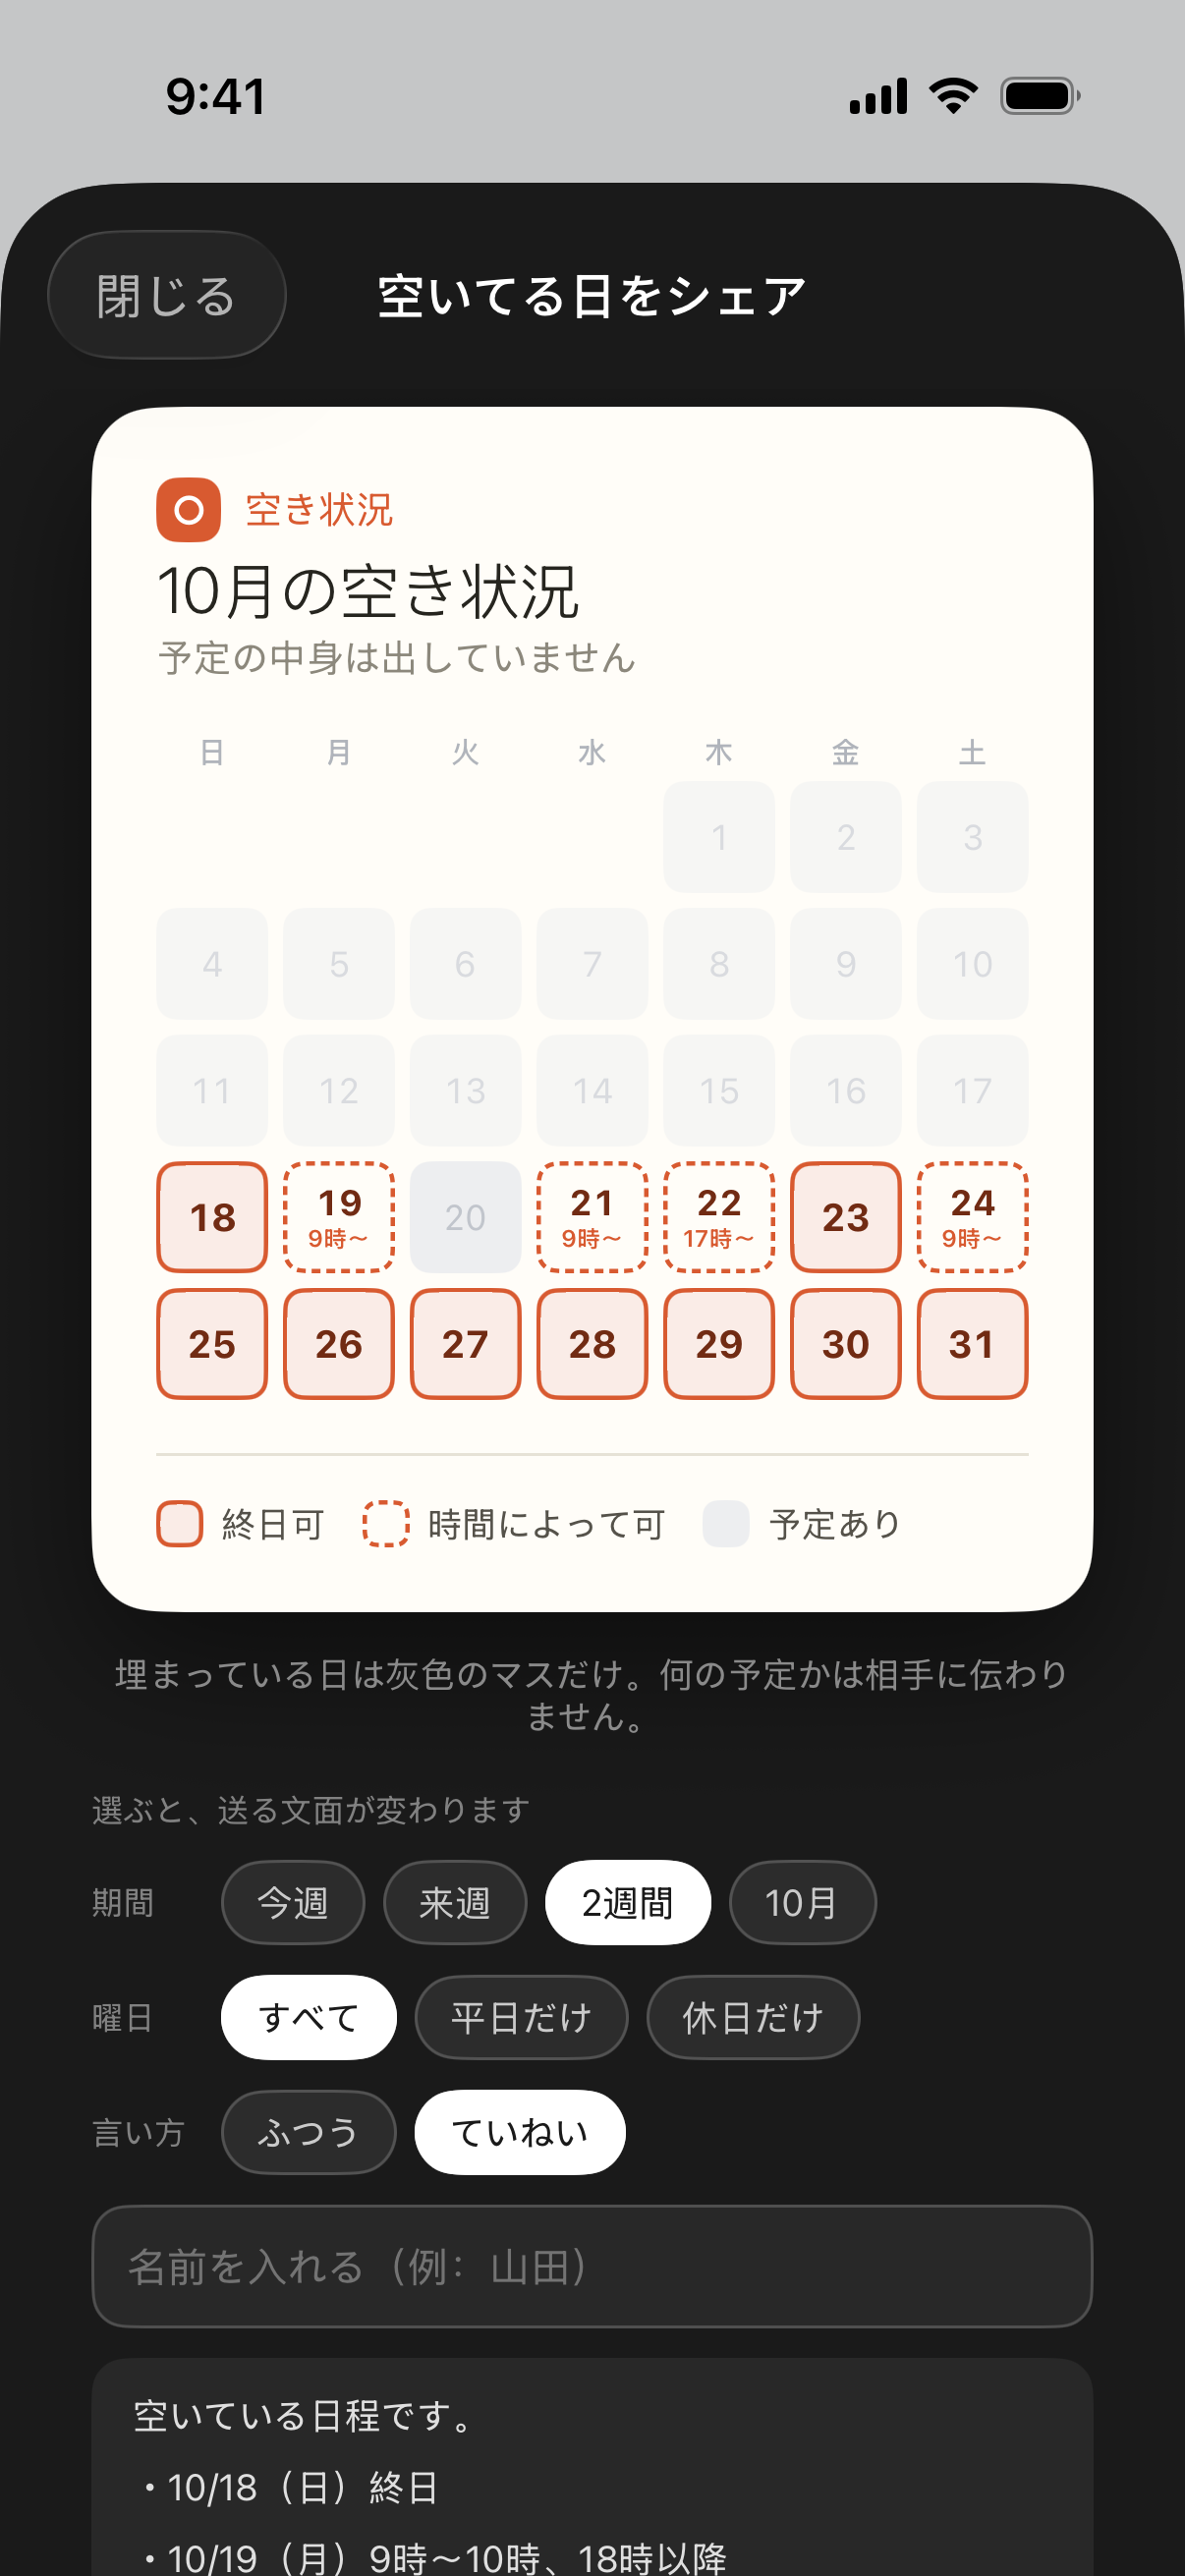 9:41
閉じる 空いてる日をシェア
空き状況
10月の空き状況
予定の中身は出していません
日 月 火 水 木 金 土
1 2 3
4 5 6 7 8 9 10
11 12 13 14 15 16 17
18 19 20 21 22 23 24
9時〜 9時〜 17時〜 9時〜
25 26 27 28 29 30 31
終日可 時間によって可 予定あり
埋まっている日は灰色のマスだけ。何の予定かは相手に伝わり
ません。
選ぶと、送る文面が変わります
期間 今週 来週 2週間 10月
曜日 すべて 平日だけ 休日だけ
言い方 ふつう ていねい
名前を入れる（例：山田）
空いている日程です。
・10/18（日）終日
・10/19（月）9時〜10時、18時以降